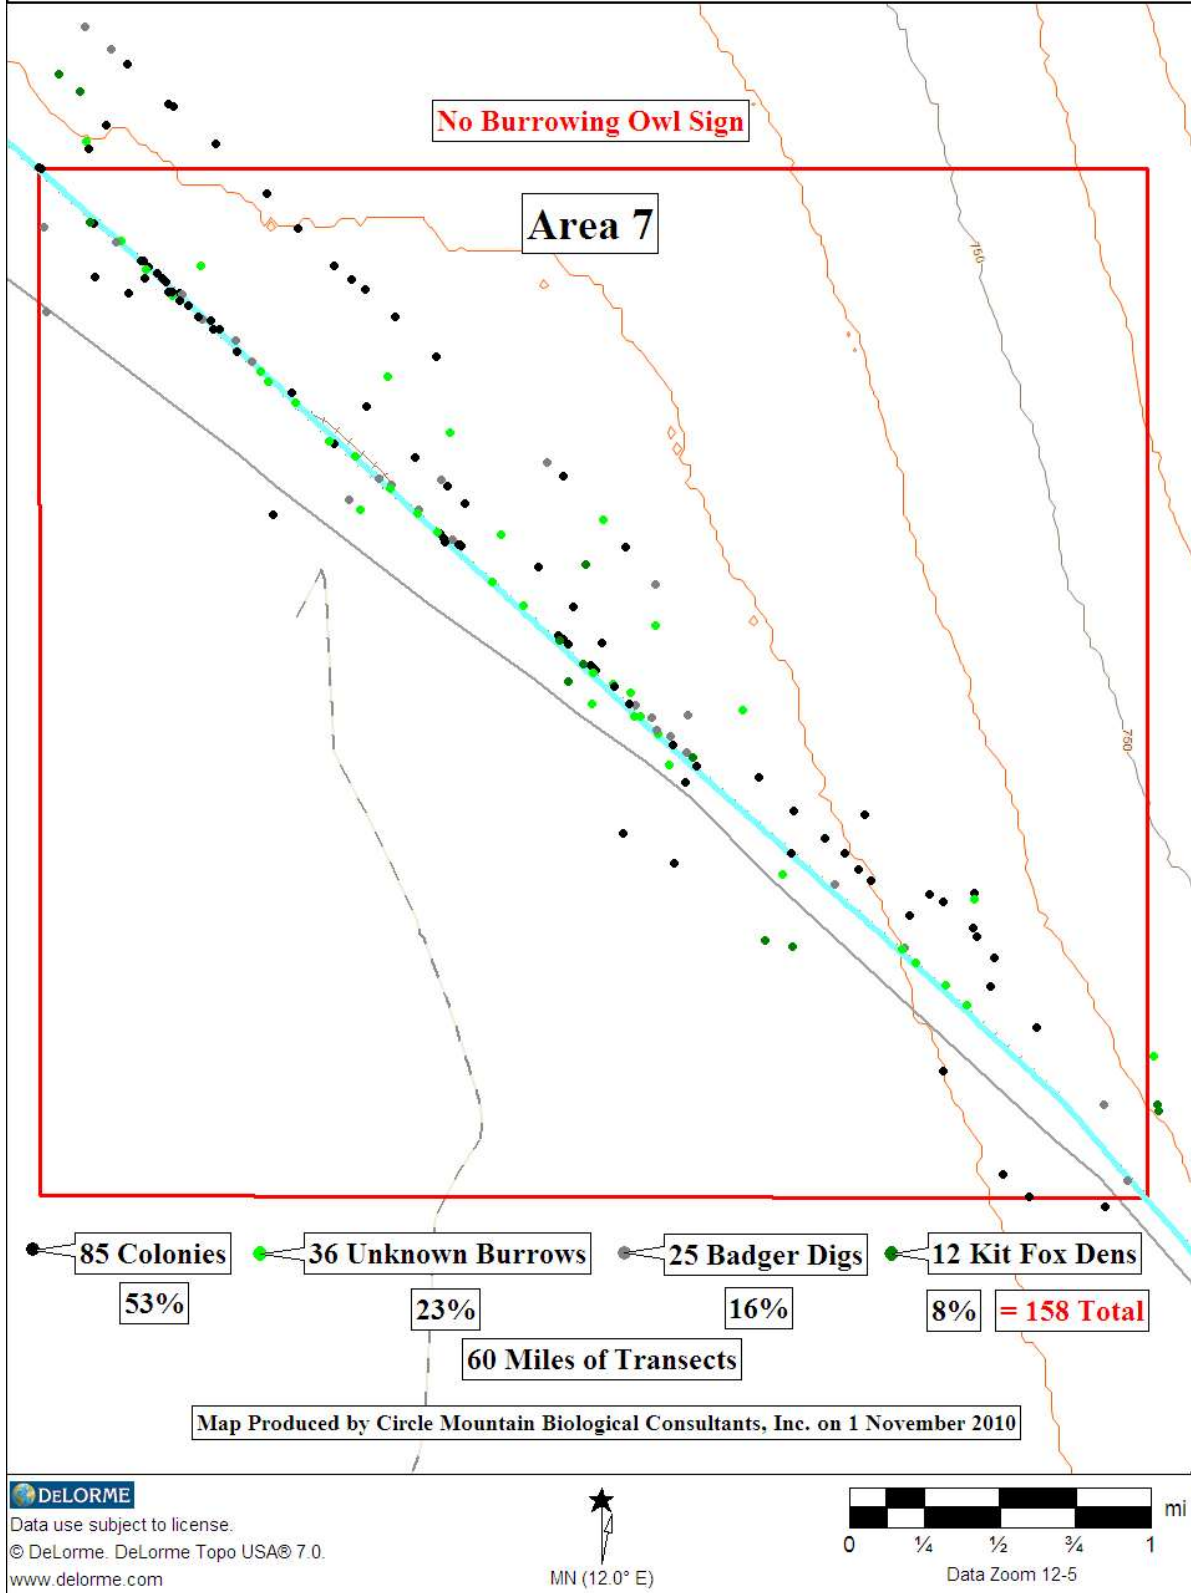 No Burrowing Owl Sign
Area 7
750
750
85 Colonies
36 Unknown Burrows
25 Badger Digs
12 Kit Fox Dens
53%
23%
16%
8%
= 158 Total
60 Miles of Transects
Map Produced by Circle Mountain Biological Consultants, Inc. on 1 November 2010
DELORME
Data use subject to license.
© DeLorme. DeLorme Topo USA® 7.0.
www.delorme.com
MN (12.0° E)
mi
0 ¼ ½ ¾ 1
Data Zoom 12-5